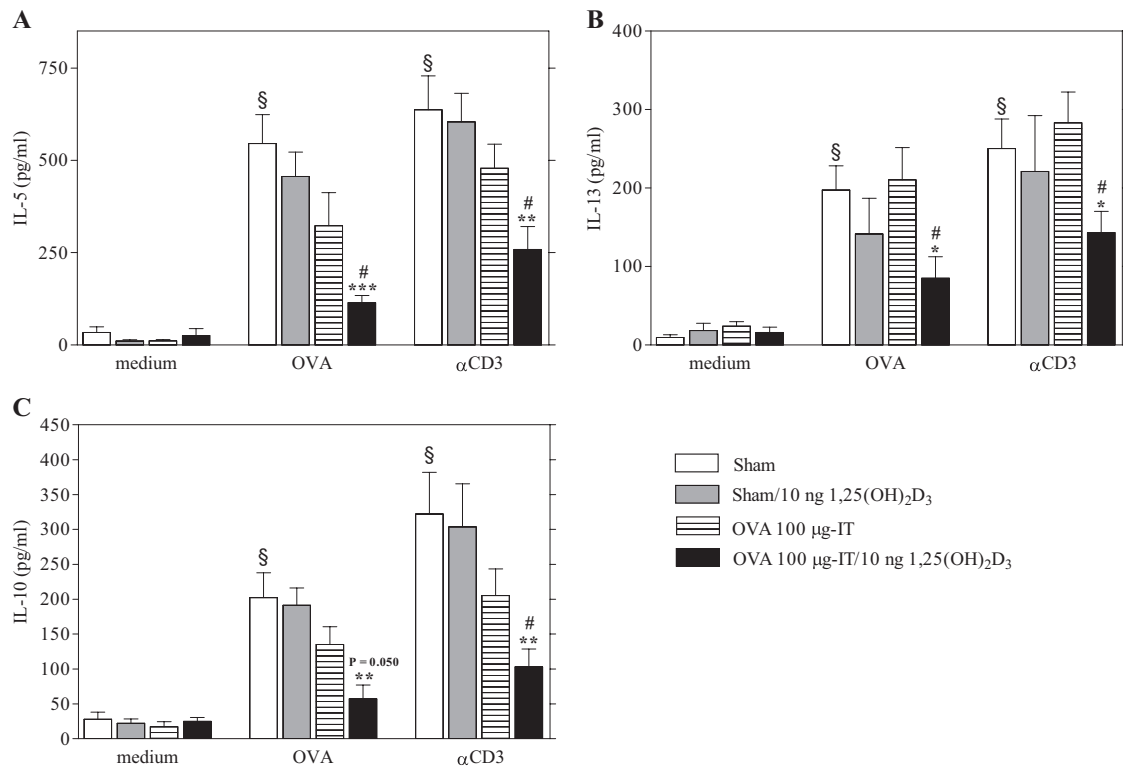 A
IL-5 (pg/ml)
750
500
250
0
§
§
#
***
#
**
medium
OVA
αCD3
B
IL-13 (pg/ml)
400
300
200
100
0
§
§
#
*
#
*
medium
OVA
αCD3
C
IL-10 (pg/ml)
450
400
350
300
250
200
150
100
50
0
§
§
P = 0.050
**
#
**
medium
OVA
αCD3
Sham
Sham/10 ng 1,25(OH)₂D₃
OVA 100 μg-IT
OVA 100 μg-IT/10 ng 1,25(OH)₂D₃